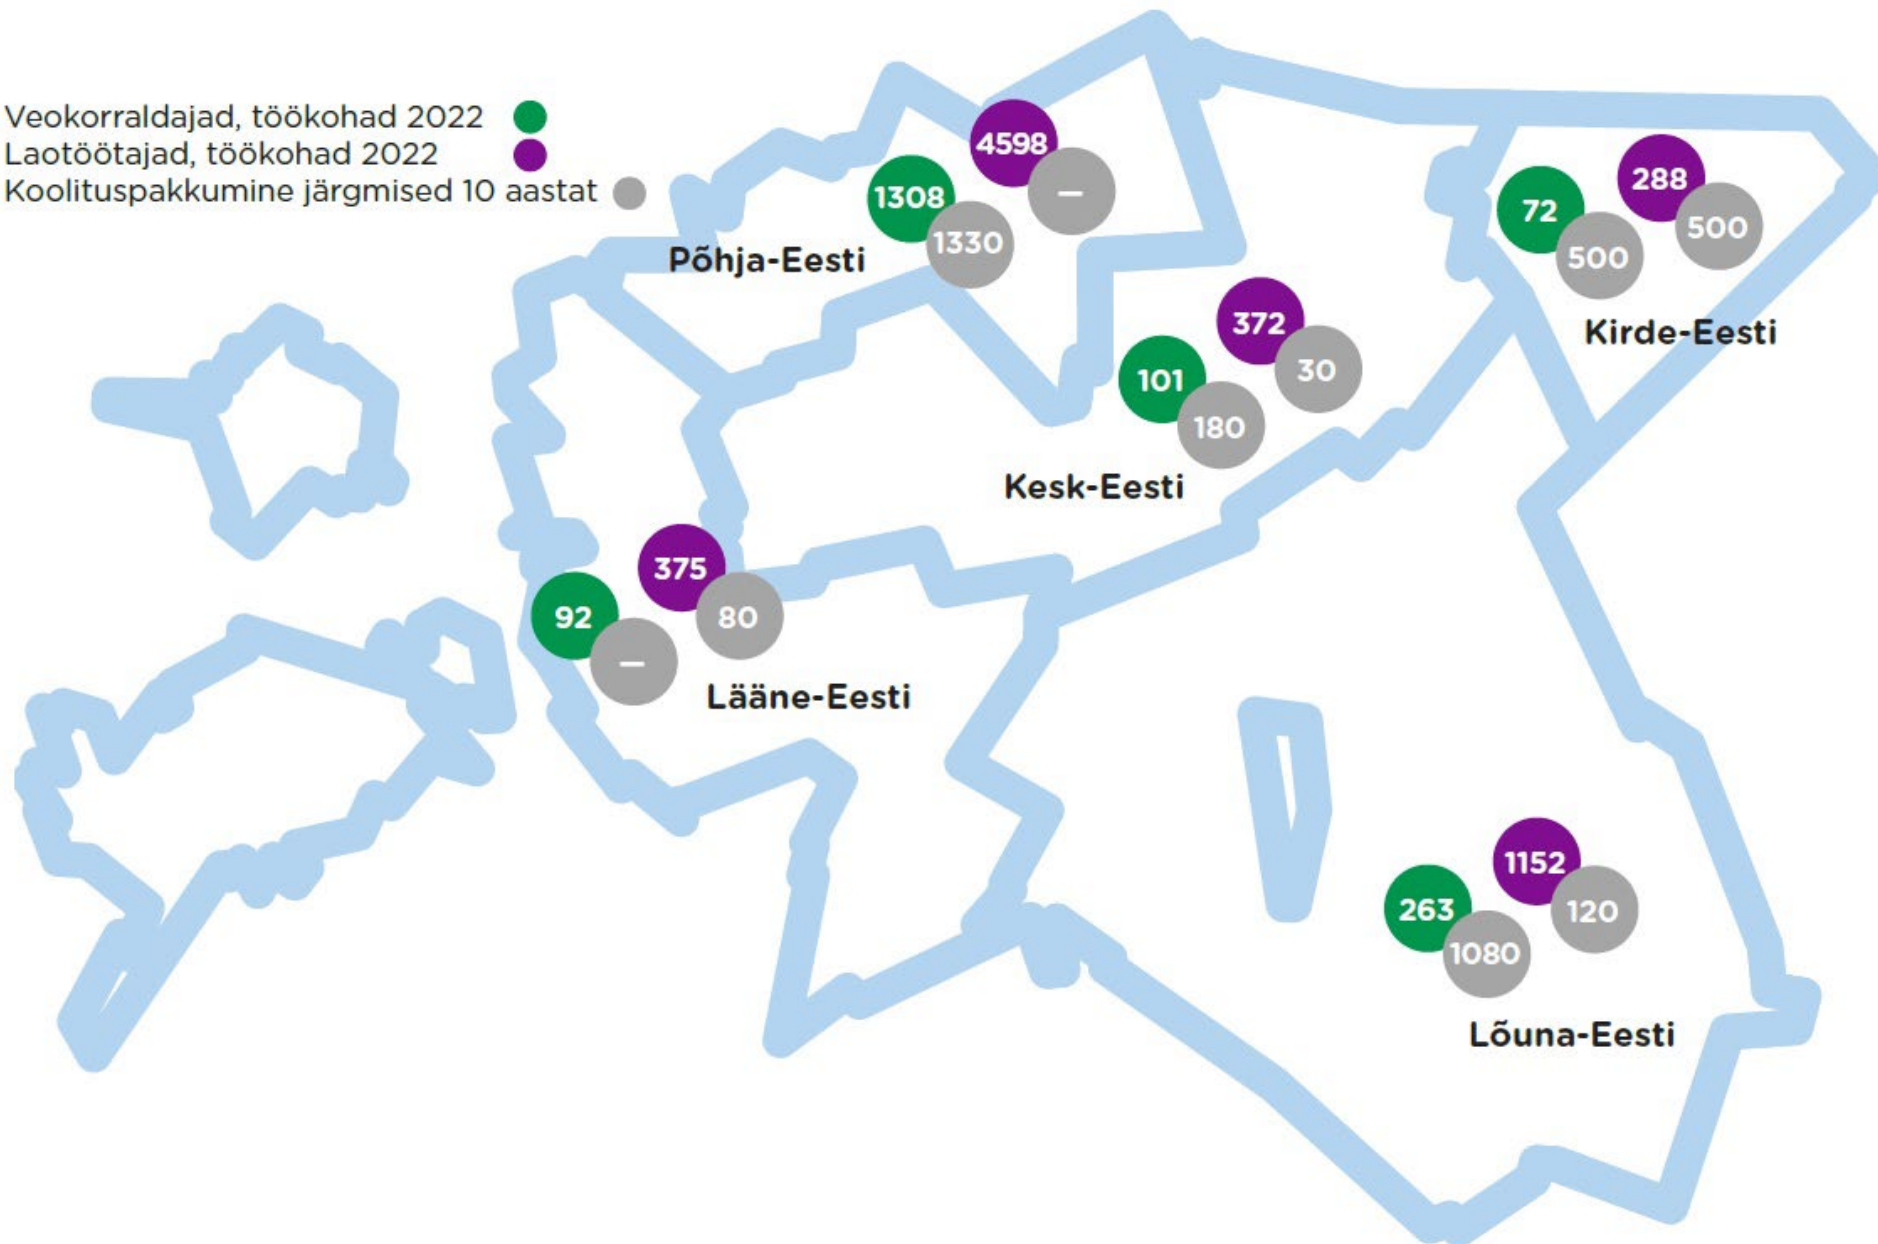 Veokorraldajad, töökohad 2022
Laotöötajad, töökohad 2022
Koolituspakkumine järgmised 10 aastat
4598
–
1308
1330
Põhja-Eesti
288
500
72
500
Kirde-Eesti
372
30
101
180
Kesk-Eesti
375
80
92
–
Lääne-Eesti
1152
120
263
1080
Lõuna-Eesti